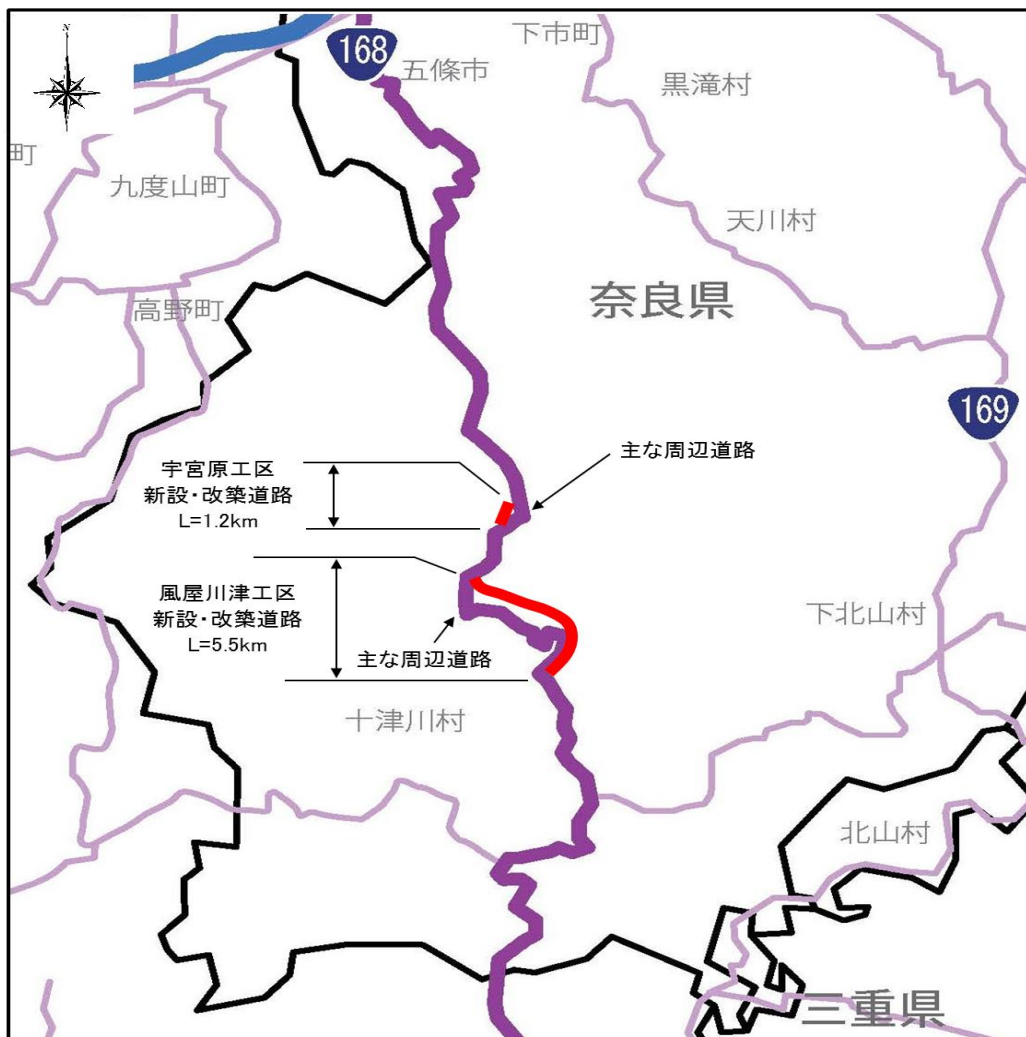 N
168
下市町
五條市
黒滝村
町
九度山町
天川村
奈良県
高野町
169
主な周辺道路
宇宮原工区
新設・改築道路
L=1.2km
風屋川津工区
新設・改築道路
L=5.5km
下北山村
主な周辺道路
十津川村
北山村
三重県